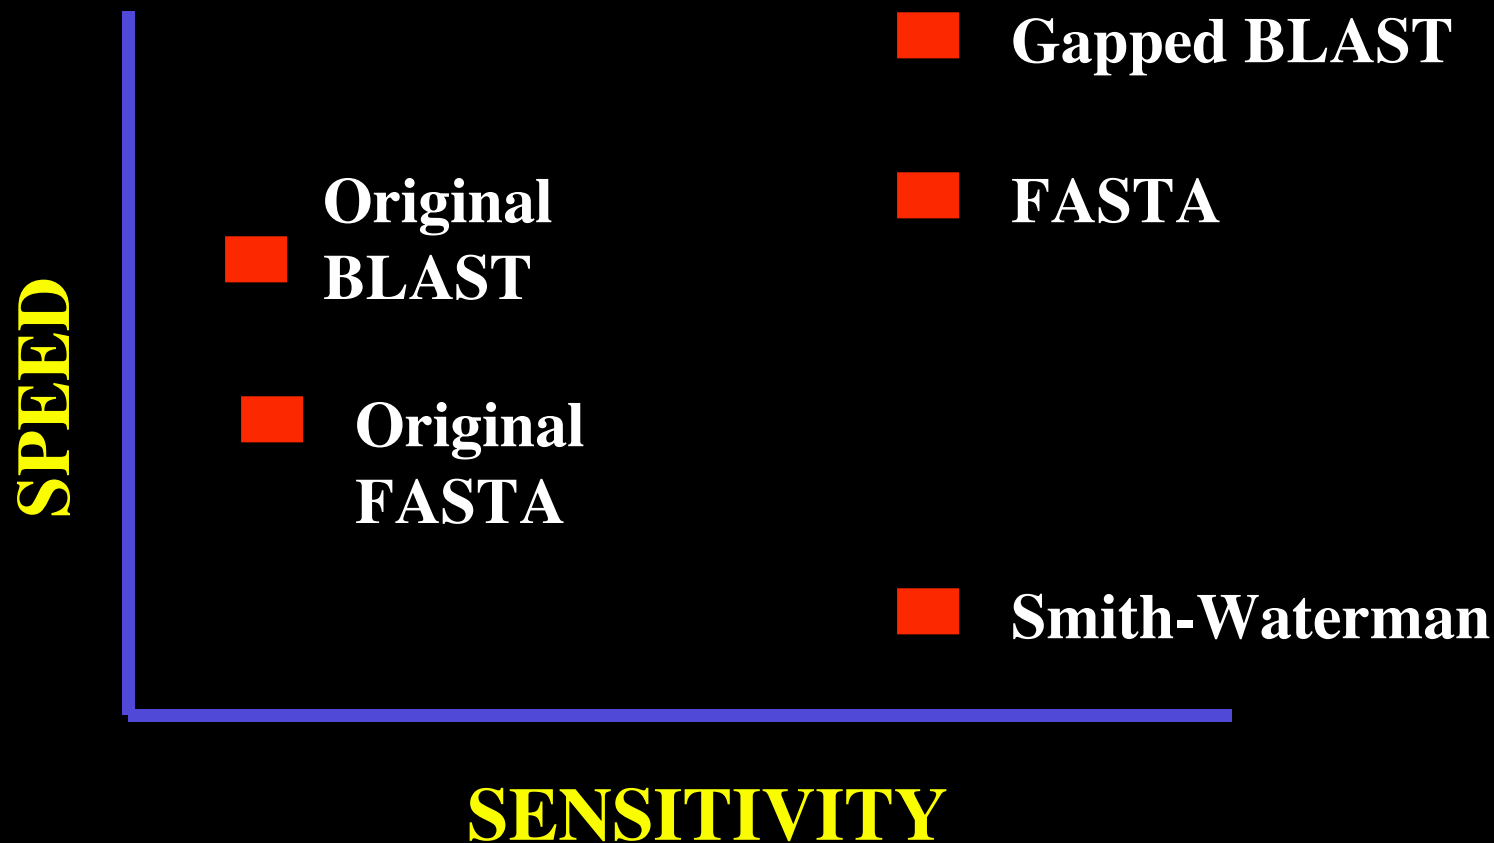 Gapped BLAST
Original
BLAST
FASTA
SPEED
Original
FASTA
Smith-Waterman
SENSITIVITY